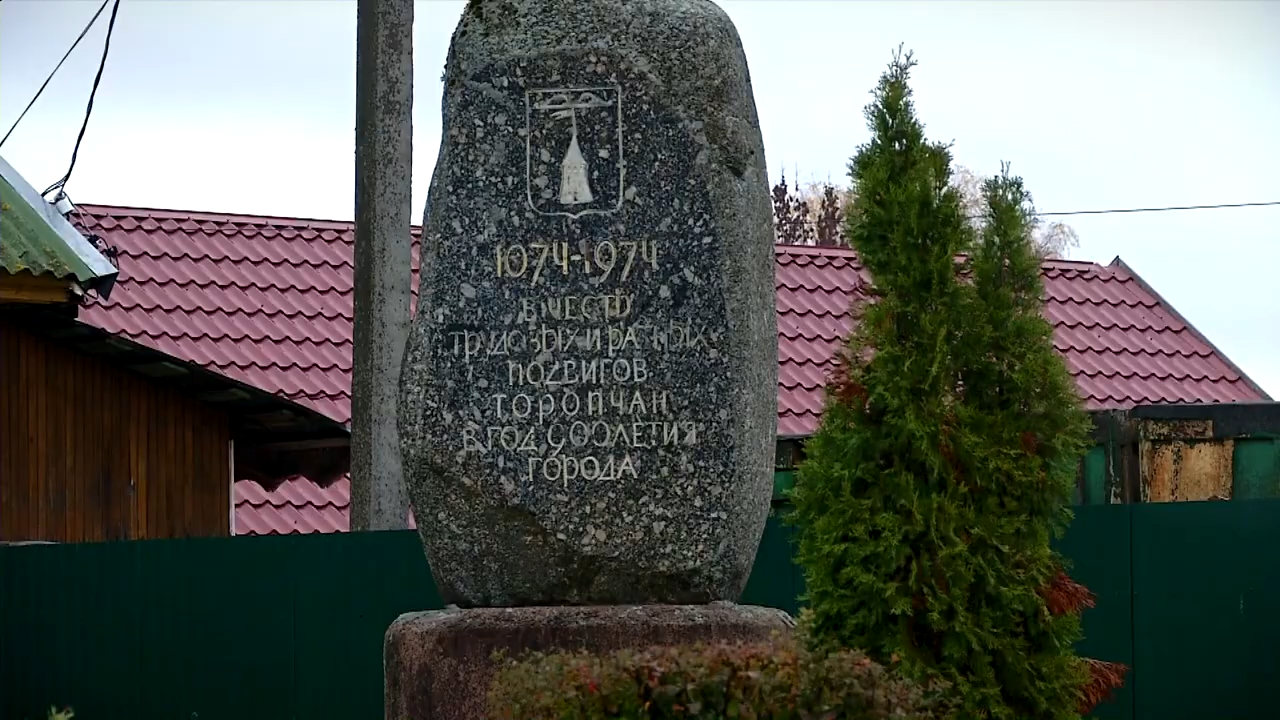 1074-1974
В ЧЕСТЬ
ТРУДОВЫХ И РАТНЫХ
ПОДВИГОВ
ТОРОПЧАН
В ГОД 900ЛЕТИЯ
ГОРОДА